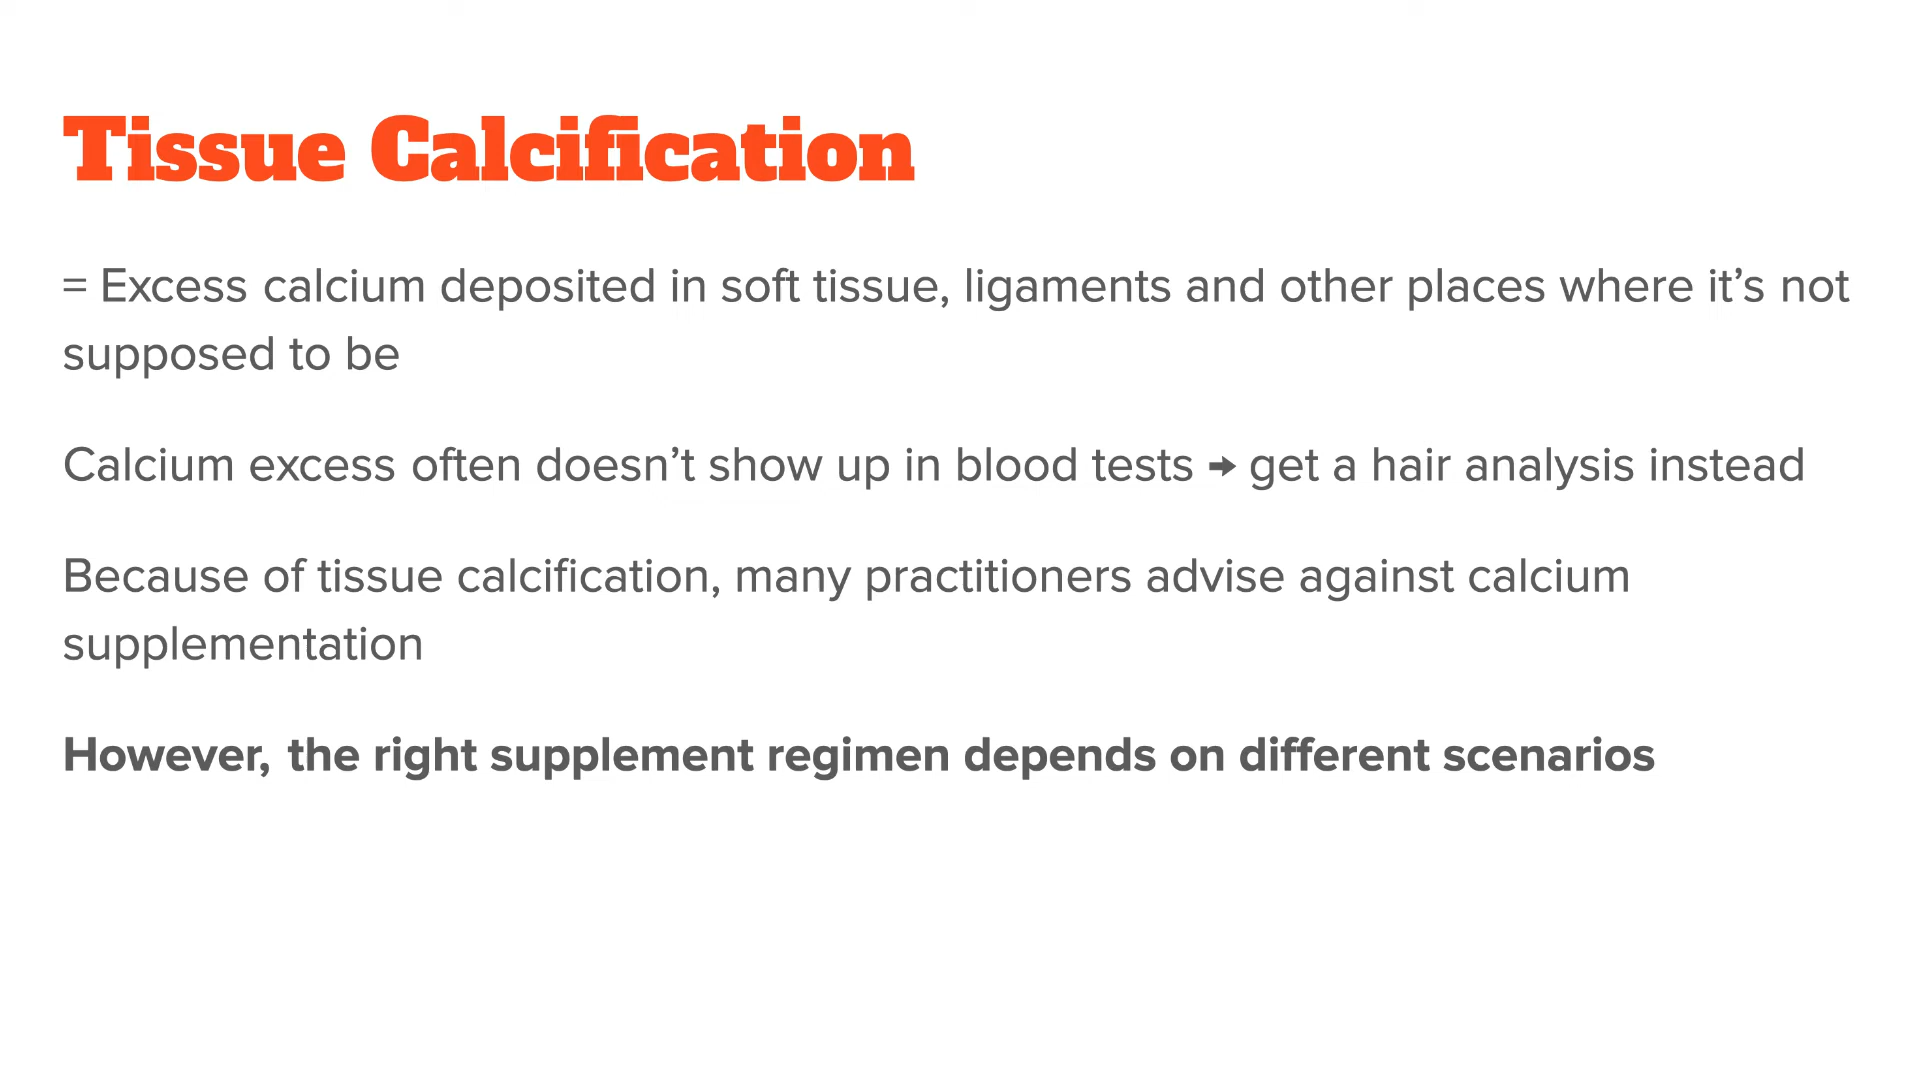 Tissue Calcification
= Excess calcium deposited in soft tissue, ligaments and other places where it’s not
supposed to be
Calcium excess often doesn’t show up in blood tests → get a hair analysis instead
Because of tissue calcification, many practitioners advise against calcium
supplementation
However, the right supplement regimen depends on different scenarios